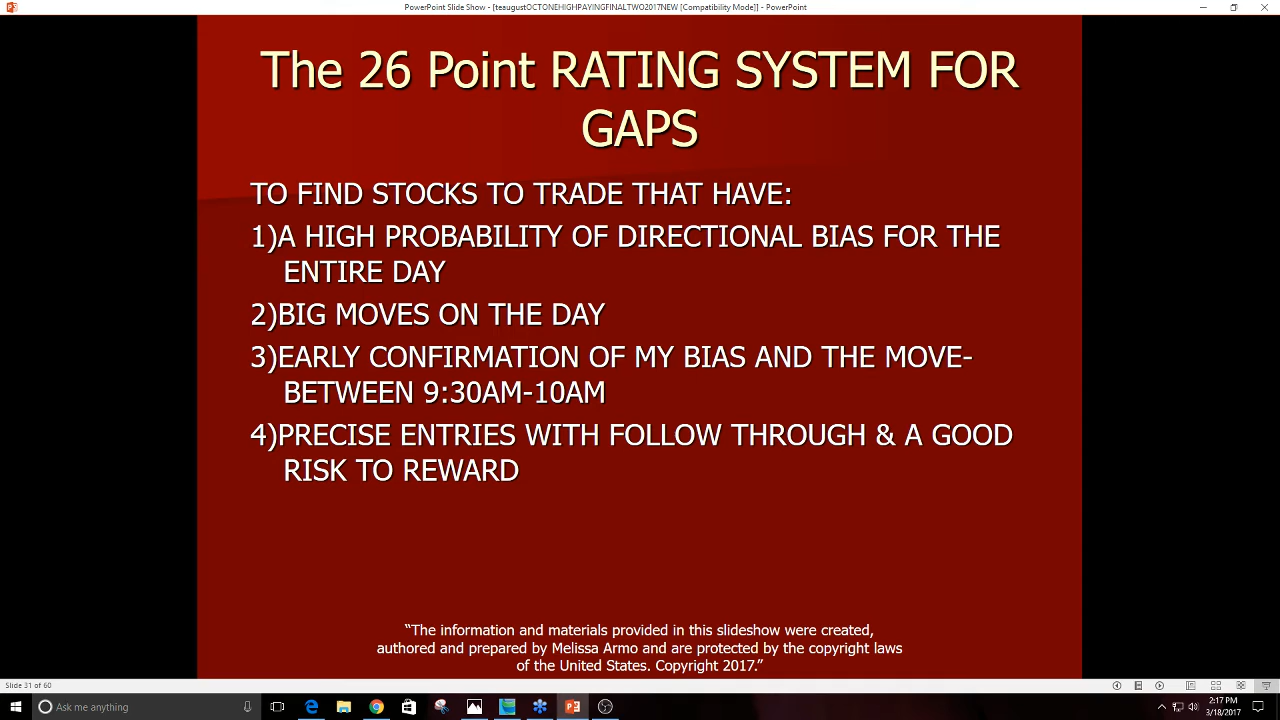 PowerPoint Slide Show - [teaugustOCTONEHIGHPAYINGFINALTWO2017NEW [Compatibility Mode]] - PowerPoint
The 26 Point RATING SYSTEM FOR
GAPS
TO FIND STOCKS TO TRADE THAT HAVE:
1)A HIGH PROBABILITY OF DIRECTIONAL BIAS FOR THE
ENTIRE DAY
2)BIG MOVES ON THE DAY
3)EARLY CONFIRMATION OF MY BIAS AND THE MOVE-
BETWEEN 9:30AM-10AM
4)PRECISE ENTRIES WITH FOLLOW THROUGH & A GOOD
RISK TO REWARD
“The information and materials provided in this slideshow were created,
authored and prepared by Melissa Armo and are protected by the copyright laws
of the United States. Copyright 2017.”
Slide 31 of 60
Ask me anything
2:17 PM
3/18/2017